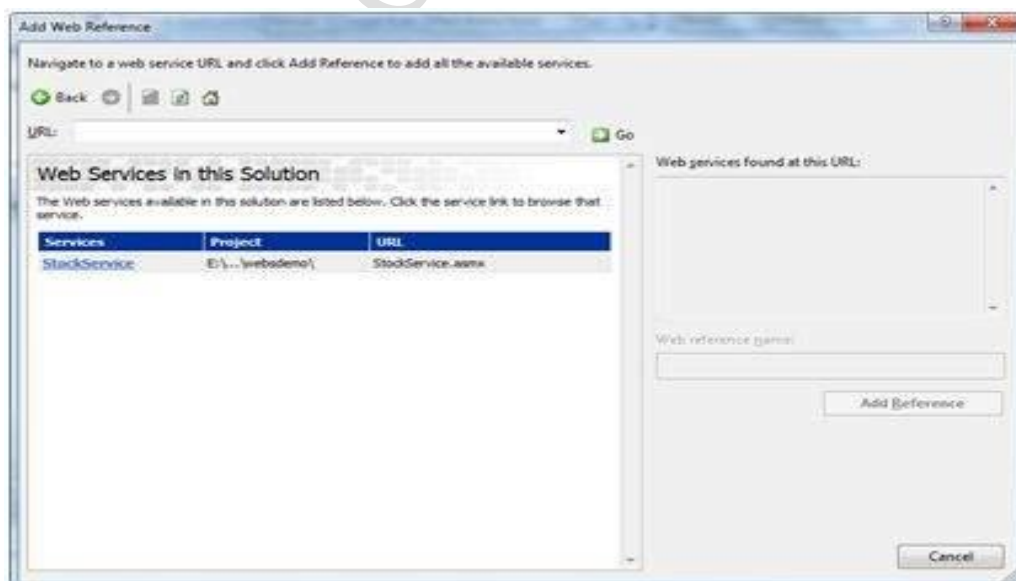 Add Web Reference
Navigate to a web service URL and click Add Reference to add all the available services.
Back
URL:
Go
Web Services in this Solution
The Web services available in this solution are listed below. Click the service link to browse that
service.
Services Project URL
StockService E:\...\websdemo\ StockService.asmx
Web services found at this URL:
Web reference name:
Add Reference
Cancel